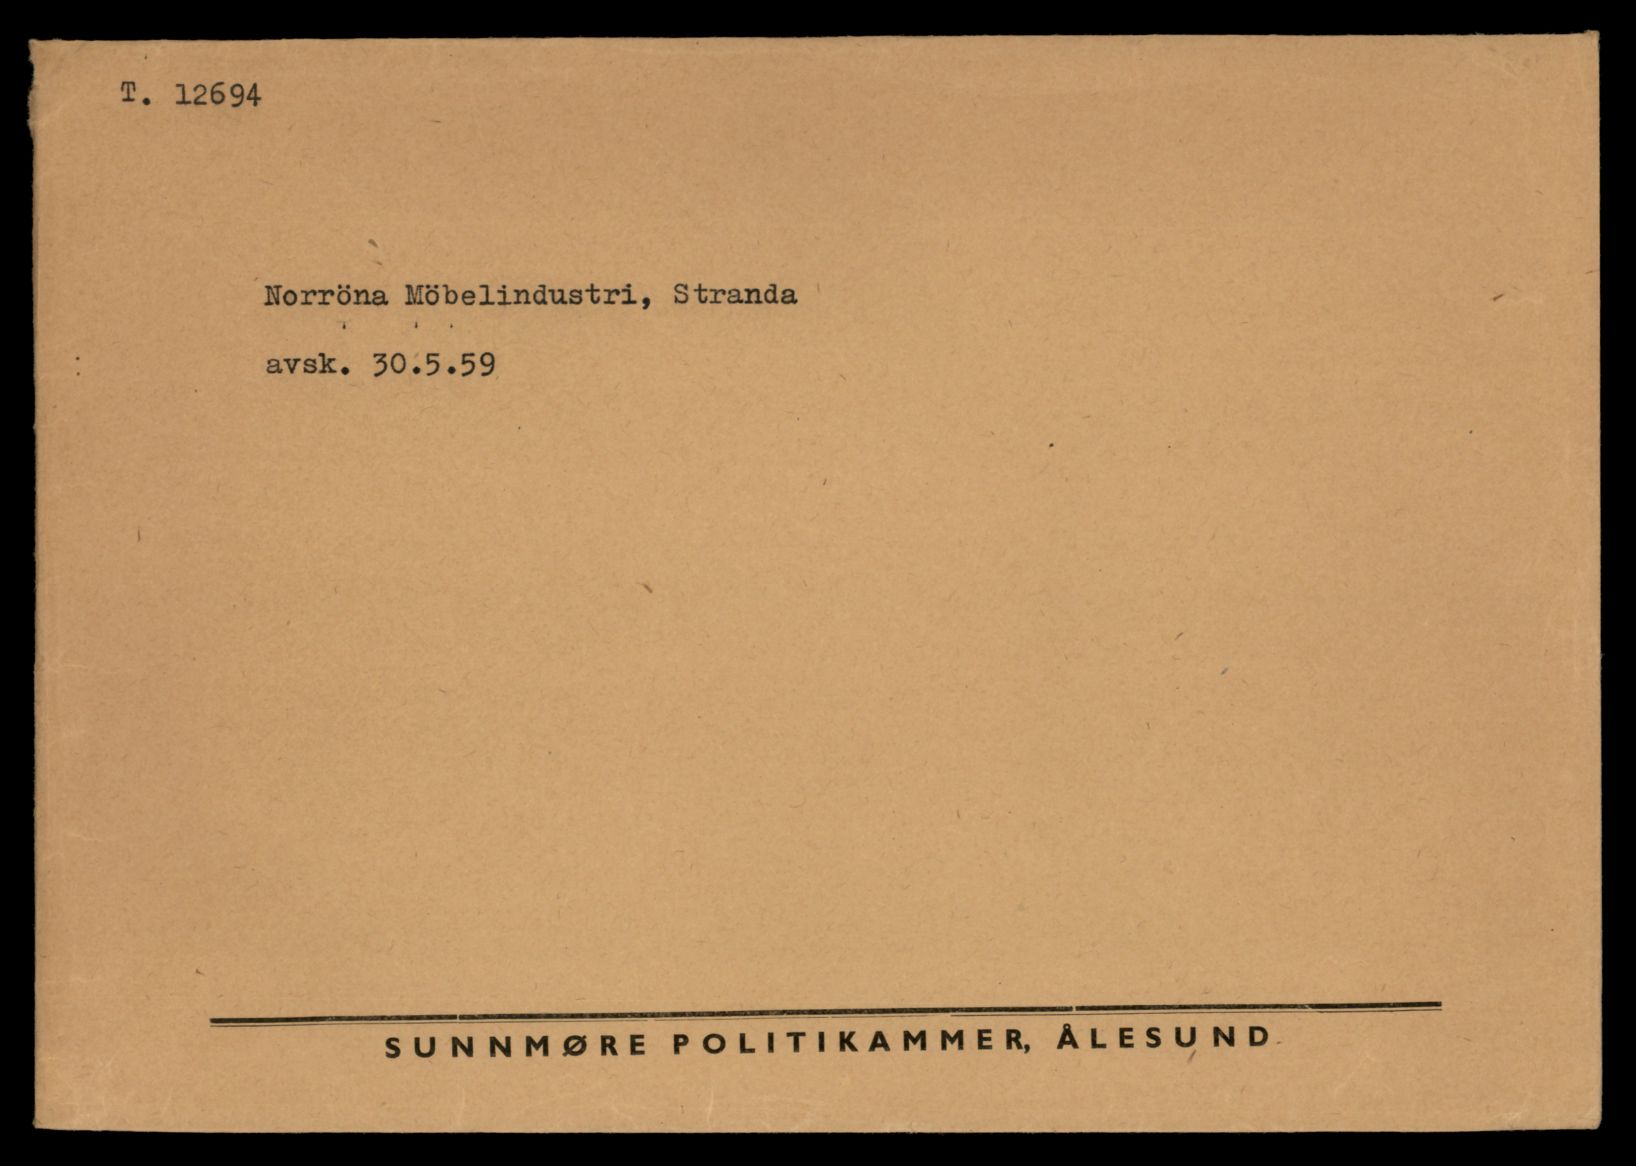 T. 12694
Norröna Möbelindustri, Stranda
avsk. 30.5.59
SUNNMØRE POLITIKAMMER, ÅLESUND